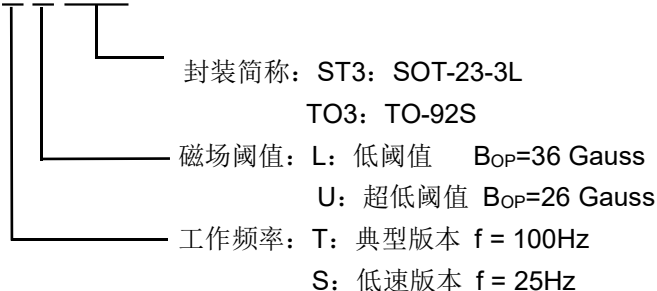 封装简称：ST3：SOT-23-3L
TO3：TO-92S
磁场阈值：L：低阈值 BOP=36 Gauss
U：超低阈值 BOP=26 Gauss
工作频率：T：典型版本 f = 100Hz
S：低速版本 f = 25Hz